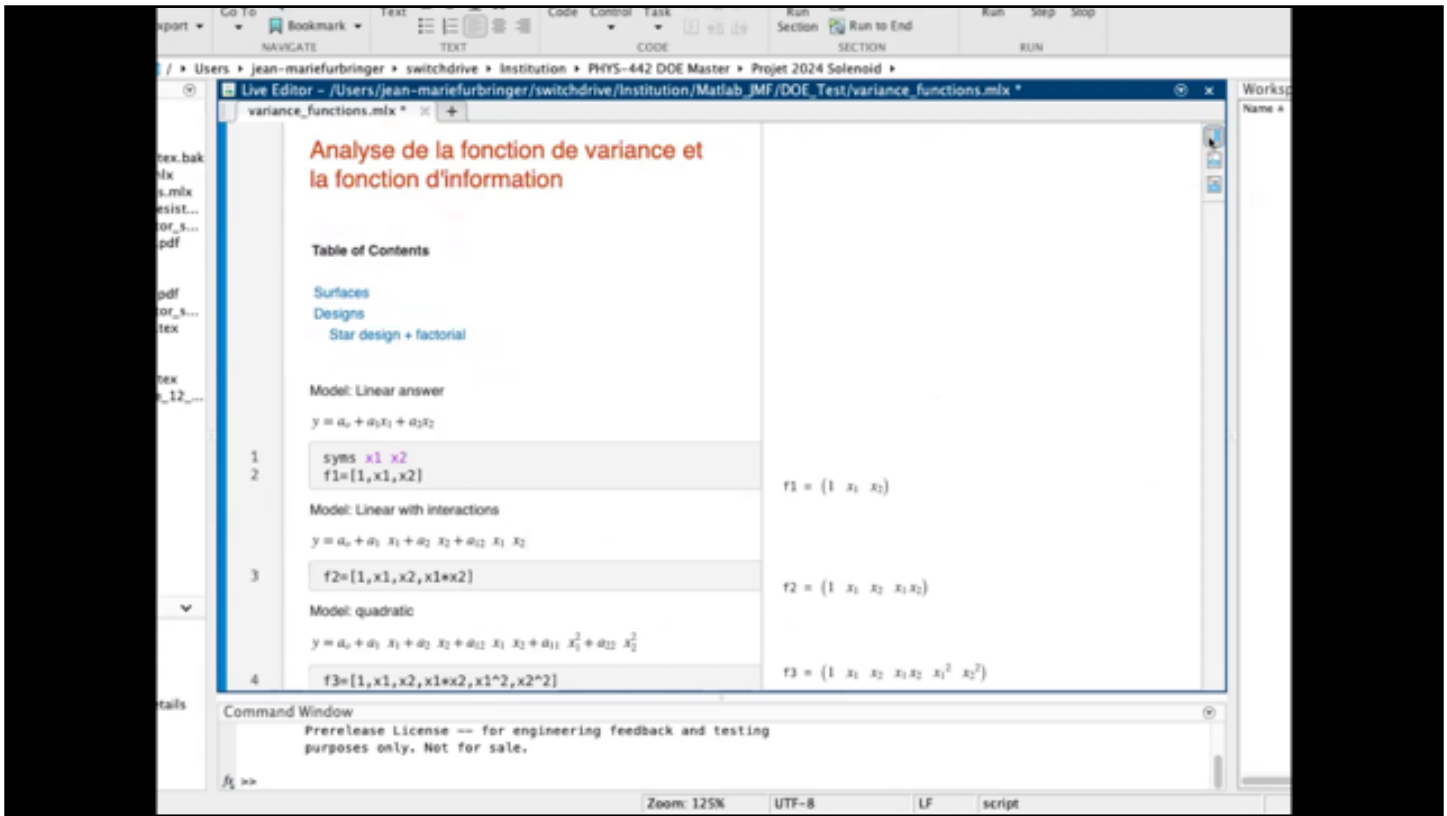 Go To Text Code Control Task Run Run Step Stop
xport Bookmark Section Run to End
NAVIGATE TEXT CODE SECTION RUN
/ ▸ Users ▸ jean-mariefurbringer ▸ switchdrive ▸ Institution ▸ PHYS-442 DOE Master ▸ Projet 2024 Solenoid ▸
Live Editor - /Users/jean-mariefurbringer/switchdrive/Institution/Matlab_JMF/DOE_Test/variance_functions.mlx *
Worksp
variance_functions.mlx * × +
Name
Analyse de la fonction de variance et
la fonction d'information
tex.bak
s.mlx
esist...
tor_s...
.pdf
Table of Contents
Surfaces
Designs
Star design + factorial
pdf
tor_s...
tex
tex
_12_...
Model: Linear answer
y = aₒ + a₁x₁ + a₂x₂
1 syms x1 x2
2 f1=[1,x1,x2]
f1 = (1 x₁ x₂)
Model: Linear with interactions
y = aₒ + a₁ x₁ + a₂ x₂ + a₁₂ x₁ x₂
3 f2=[1,x1,x2,x1*x2]
f2 = (1 x₁ x₂ x₁x₂)
Model: quadratic
y = aₒ + a₁ x₁ + a₂ x₂ + a₁₂ x₁ x₂ + a₁₁ x₁² + a₂₂ x₂²
4 f3=[1,x1,x2,x1*x2,x1^2,x2^2]
f3 = (1 x₁ x₂ x₁x₂ x₁² x₂²)
etails
Command Window
Prerelease License -- for engineering feedback and testing
purposes only. Not for sale.
fx >>
Zoom: 125% UTF-8 LF script